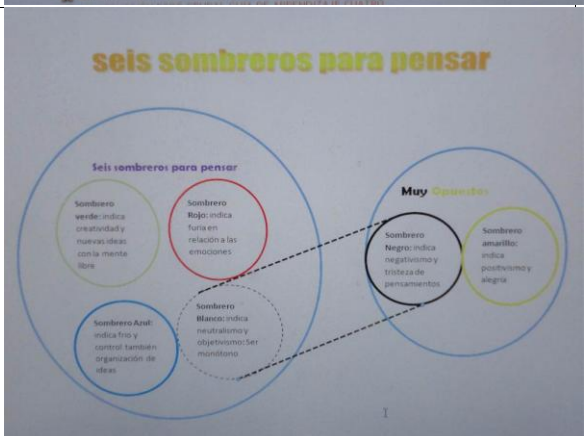 seis sombreros para pensar
Seis sombreros para pensar
Sombrero
verde: indica
creatividad y
nuevas ideas
con la mente
libre
Sombrero
Rojo: indica
furia en
relación a las
emociones
Sombrero Azul:
indica frio y
control también
organización de
ideas
Sombrero
Blanco: indica
neutralismo y
objetivismo: Ser
monótono
Muy Opuestos
Sombrero
Negro: indica
negativismo y
tristeza de
pensamientos
Sombrero
amarillo:
indica
positivismo y
alegría